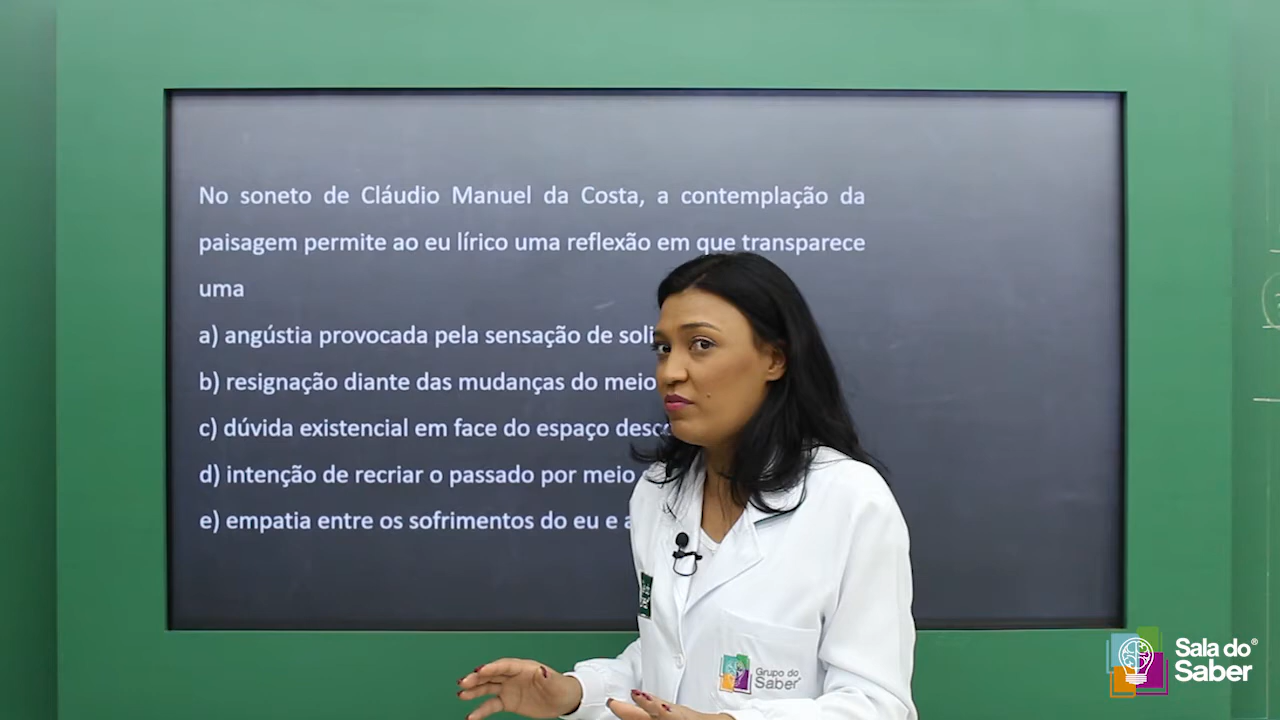 No soneto de Cláudio Manuel da Costa, a contemplação da
paisagem permite ao eu lírico uma reflexão em que transparece
uma
a) angústia provocada pela sensação de
b) resignação diante das mudanças do meio
c) dúvida existencial em face do espaço
d) intenção de recriar o passado por meio
e) empatia entre os sofrimentos do eu e
Grupo do
Saber
Sala do®
Saber